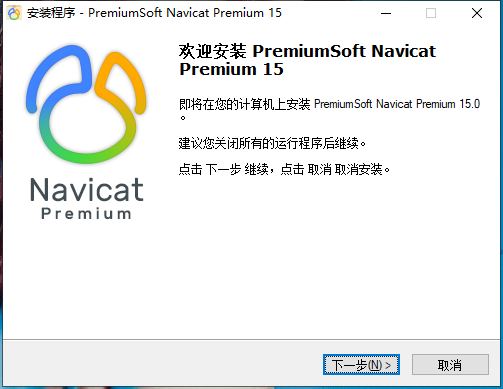 安装程序 - PremiumSoft Navicat Premium 15
欢迎安装 PremiumSoft Navicat
Premium 15
即将在您的计算机上安装 PremiumSoft Navicat Premium 15.0
。
建议您关闭所有的运行程序后继续。
点击 下一步 继续，点击 取消 取消安装。
Navicat
Premium
下一步(N) >
取消